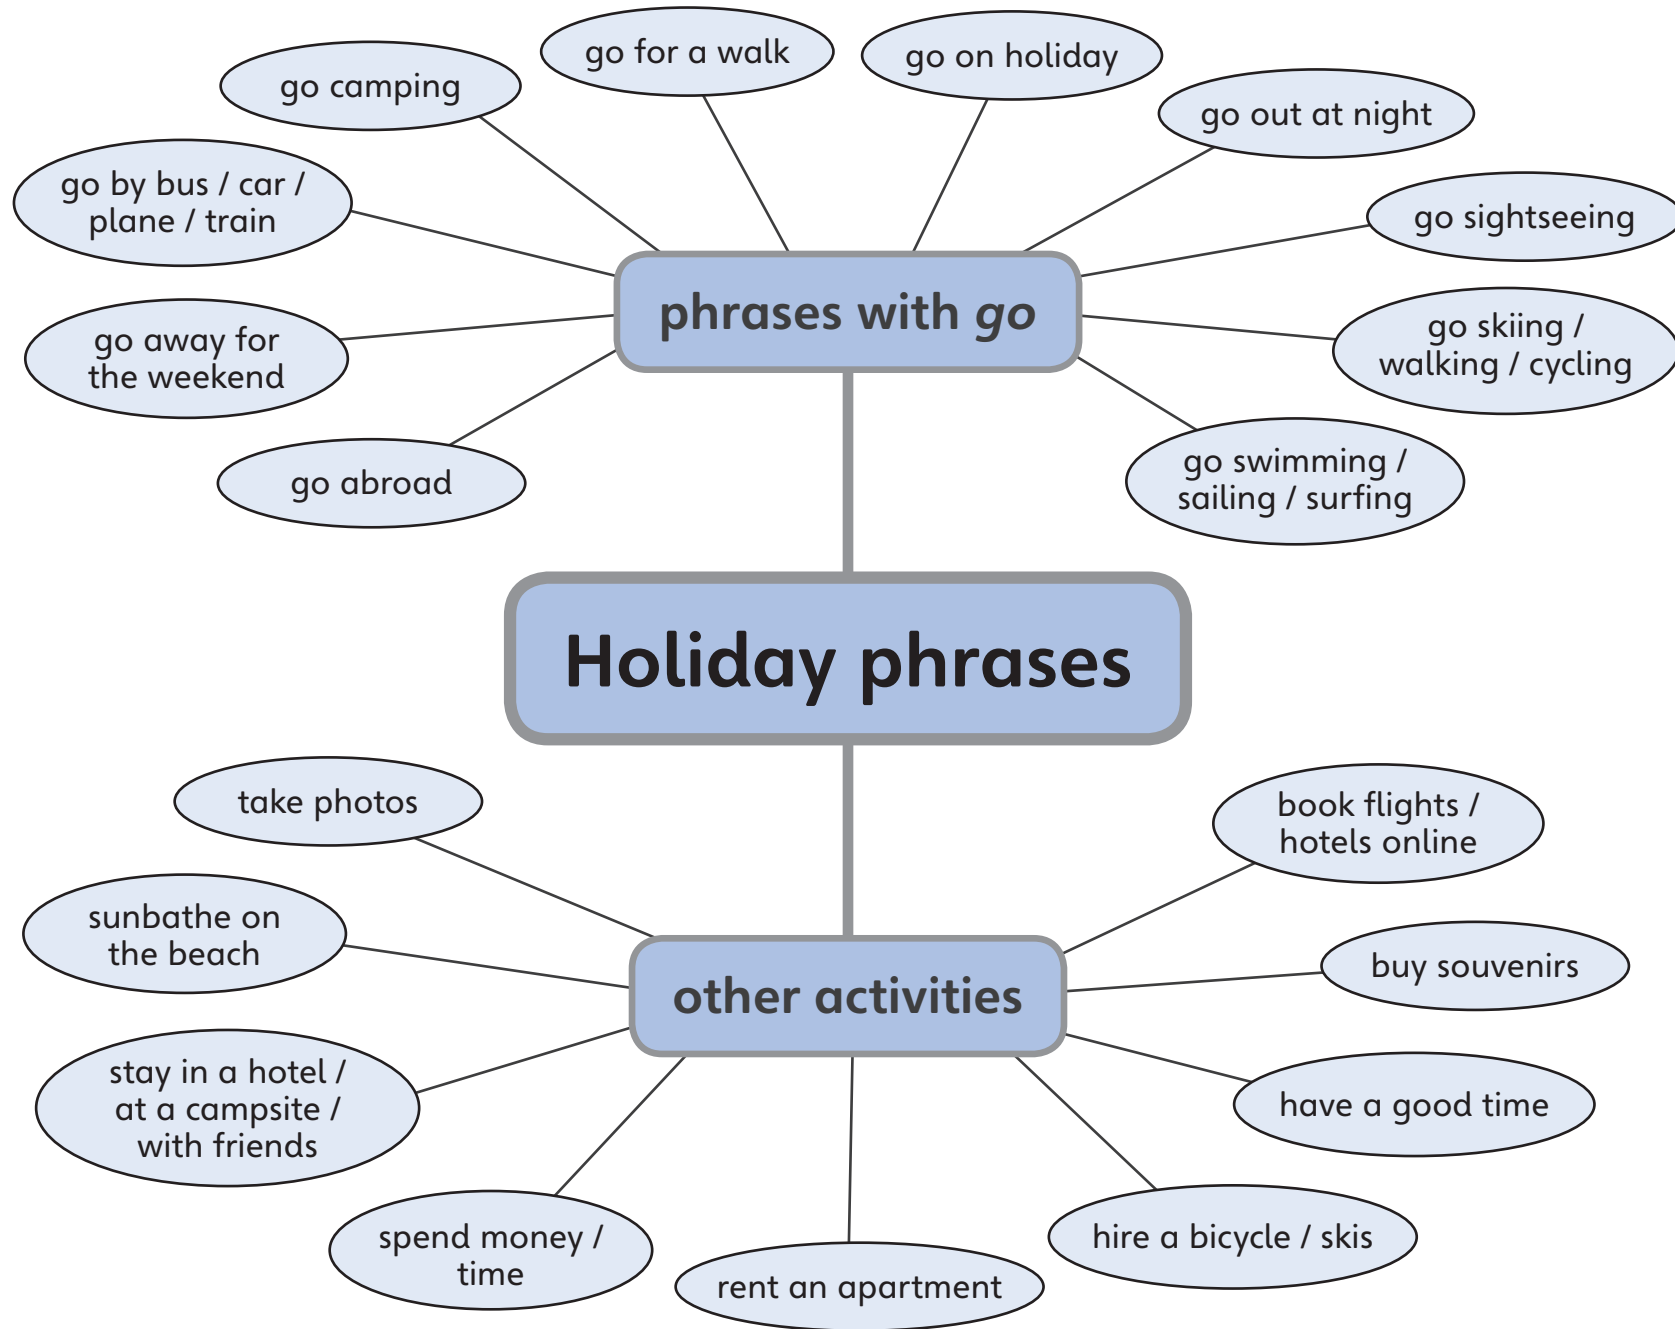 go for a walk
go on holiday
go camping
go out at night
go by bus / car /
plane / train
go sightseeing
phrases with go
go away for
the weekend
go skiing /
walking / cycling
go abroad
go swimming /
sailing / surfing
Holiday phrases
take photos
book flights /
hotels online
sunbathe on
the beach
buy souvenirs
other activities
stay in a hotel /
at a campsite /
with friends
have a good time
spend money /
time
hire a bicycle / skis
rent an apartment